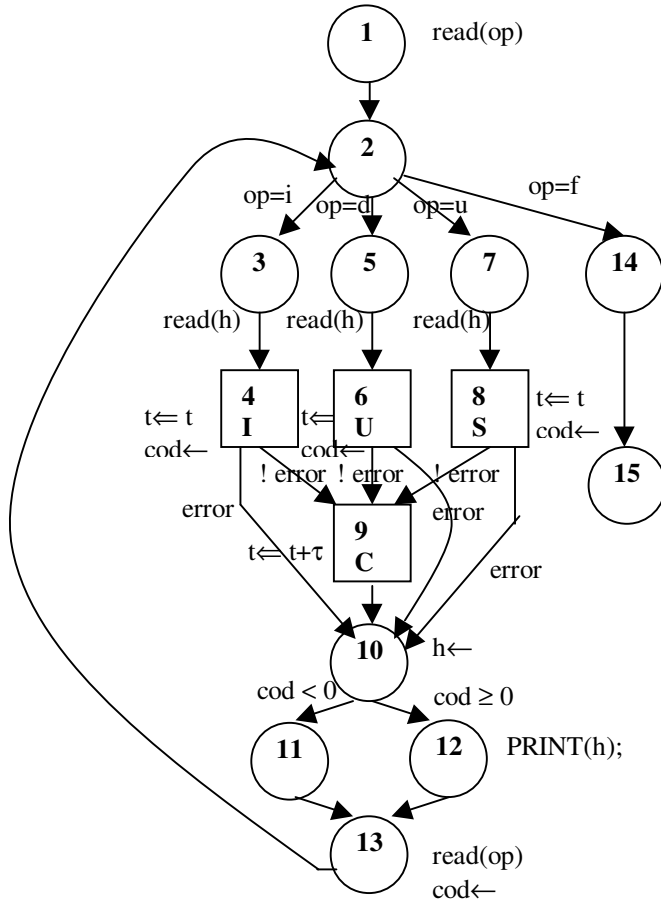 1 read(op)
2
op=i op=d op=u op=f
3 5 7 14
read(h) read(h) read(h)
4 6 8
I U S
t⇐ t t⇐ t⇐ t
cod← cod← cod←
! error ! error ! error
15
error error
9
t⇐ t+τ C
error
10 h←
cod < 0 cod ≥ 0
11 12 PRINT(h);
13 read(op)
cod←